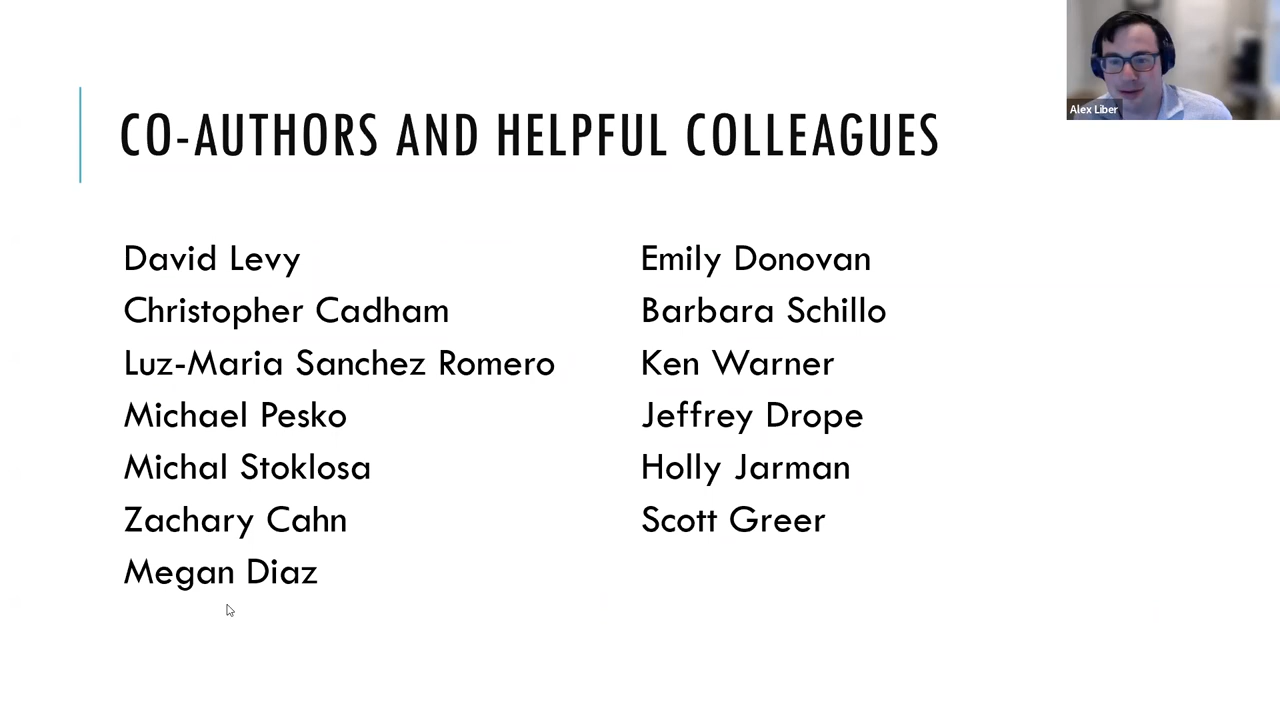 CO-AUTHORS AND HELPFUL COLLEAGUES
David Levy
Christopher Cadham
Luz-Maria Sanchez Romero
Michael Pesko
Michal Stoklosa
Zachary Cahn
Megan Diaz
Emily Donovan
Barbara Schillo
Ken Warner
Jeffrey Drope
Holly Jarman
Scott Greer
Alex Liber